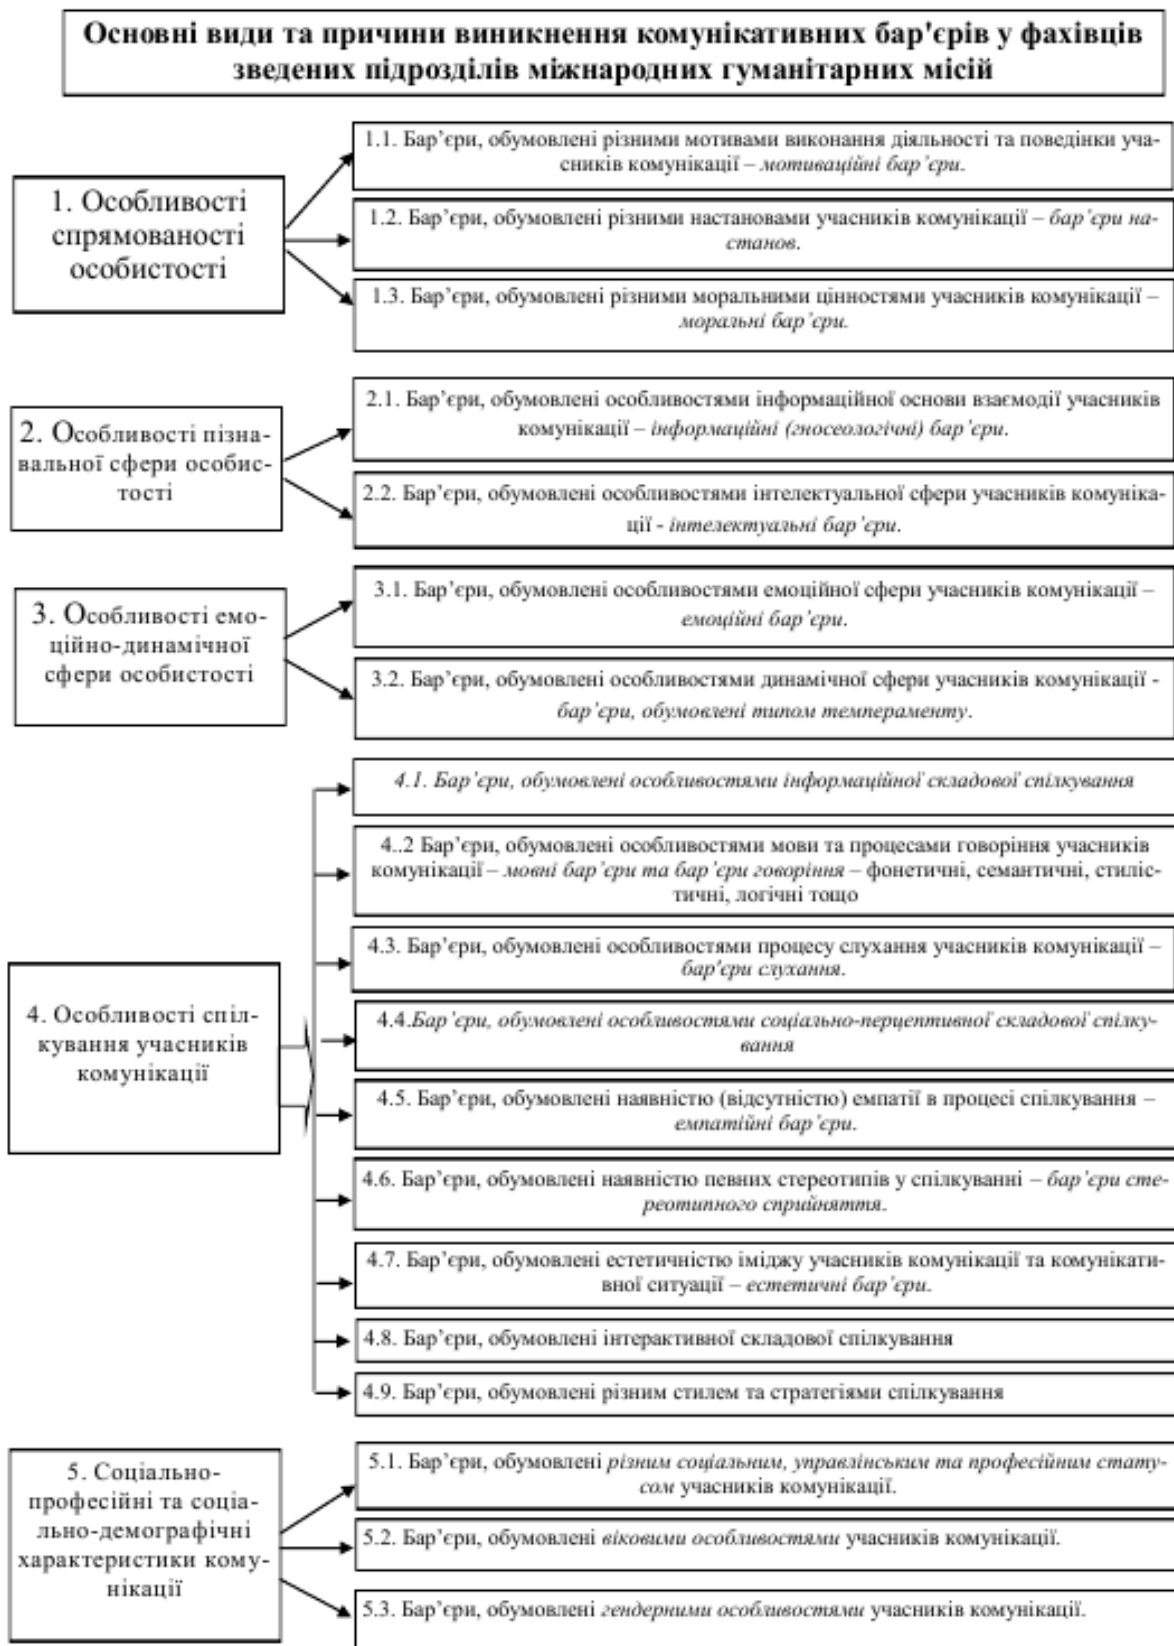 Основні види та причини виникнення комунікативних бар'єрів у фахівців
зведених підрозділів міжнародних гуманітарних місій
1. Особливості
спрямованості
особистості
1.1. Бар’єри, обумовлені різними мотивами виконання діяльності та поведінки уча-
сників комунікації – мотиваційні бар’єри.
1.2. Бар’єри, обумовлені різними настановами учасників комунікації – бар’єри на-
станов.
1.3. Бар’єри, обумовлені різними моральними цінностями учасників комунікації –
моральні бар’єри.
2. Особливості пізна-
вальної сфери особис-
тості
2.1. Бар’єри, обумовлені особливостями інформаційної основи взаємодії учасників
комунікації – інформаційні (гносеологічні) бар’єри.
2.2. Бар’єри, обумовлені особливостями інтелектуальної сфери учасників комуніка-
ції - інтелектуальні бар’єри.
3. Особливості емо-
ційно-динамічної
сфери особистості
3.1. Бар’єри, обумовлені особливостями емоційної сфери учасників комунікації –
емоційні бар’єри.
3.2. Бар’єри, обумовлені особливостями динамічної сфери учасників комунікації -
бар’єри, обумовлені типом темпераменту.
4. Особливості спіл-
кування учасників
комунікації
4.1. Бар’єри, обумовлені особливостями інформаційної складової спілкування
4..2 Бар’єри, обумовлені особливостями мови та процесами говоріння учасників
комунікації – мовні бар’єри та бар’єри говоріння – фонетичні, семантичні, стиліс-
тичні, логічні тощо
4.3. Бар’єри, обумовлені особливостями процесу слухання учасників комунікації –
бар'єри слухання.
4.4.Бар’єри, обумовлені особливостями соціально-перцептивної складової спілку-
вання
4.5. Бар’єри, обумовлені наявністю (відсутністю) емпатії в процесі спілкування –
емпатійні бар’єри.
4.6. Бар’єри, обумовлені наявністю певних стереотипів у спілкуванні – бар’єри сте-
реотипного сприйняття.
4.7. Бар’єри, обумовлені естетичністю іміджу учасників комунікації та комунікати-
вної ситуації – естетичні бар’єри.
4.8. Бар’єри, обумовлені інтерактивної складової спілкування
4.9. Бар’єри, обумовлені різним стилем та стратегіями спілкування
5. Соціально-
професійні та соціа-
льно-демографічні
характеристики кому-
нікації
5.1. Бар’єри, обумовлені різним соціальним, управлінським та професійним стату-
сом учасників комунікації.
5.2. Бар’єри, обумовлені віковими особливостями учасників комунікації.
5.3. Бар’єри, обумовлені гендерними особливостями учасників комунікації.